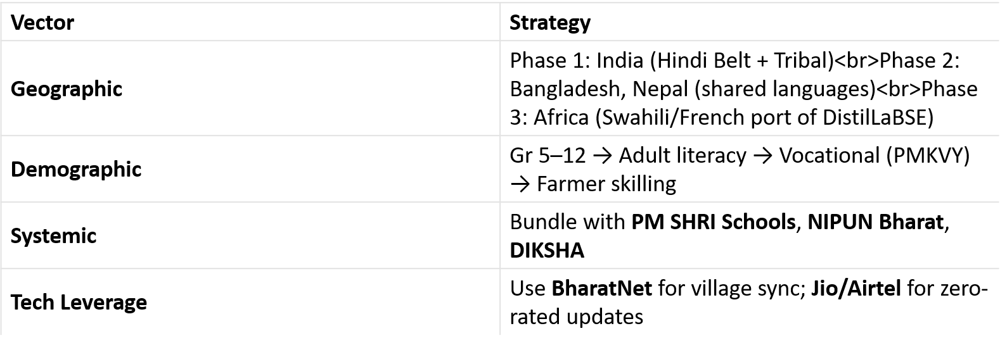 Vector
Strategy
Geographic
Phase 1: India (Hindi Belt + Tribal)<br>Phase 2:
Bangladesh, Nepal (shared languages)<br>Phase
3: Africa (Swahili/French port of DistilLaBSE)
Demographic
Gr 5–12 → Adult literacy → Vocational (PMKVY)
→ Farmer skilling
Systemic
Bundle with PM SHRI Schools, NIPUN Bharat,
DIKSHA
Tech Leverage
Use BharatNet for village sync; Jio/Airtel for zero-
rated updates